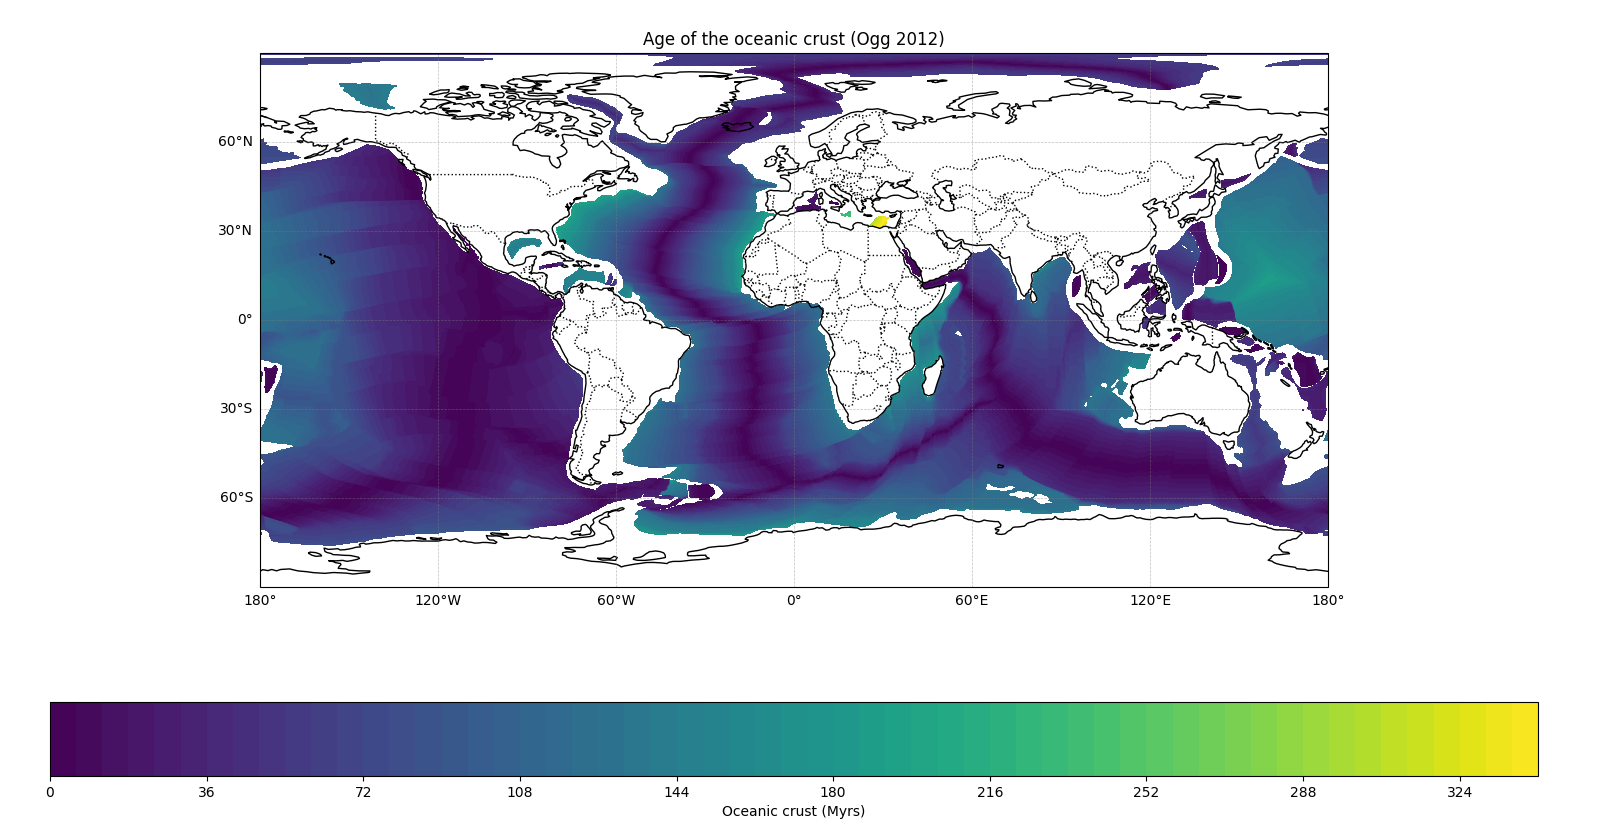 Age of the oceanic crust (Ogg 2012)
60°N
30°N
0°
30°S
60°S
180° 120°W 60°W 0° 60°E 120°E 180°
0 36 72 108 144 180 216 252 288 324
Oceanic crust (Myrs)